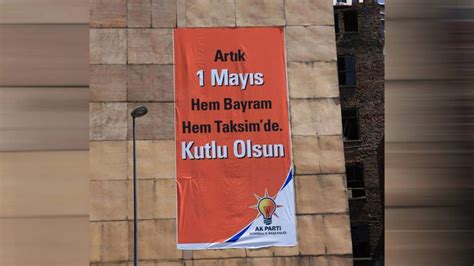 Artık
1 Mayıs
Hem Bayram
Hem Taksim'de.
Kutlu Olsun
AK PARTİ